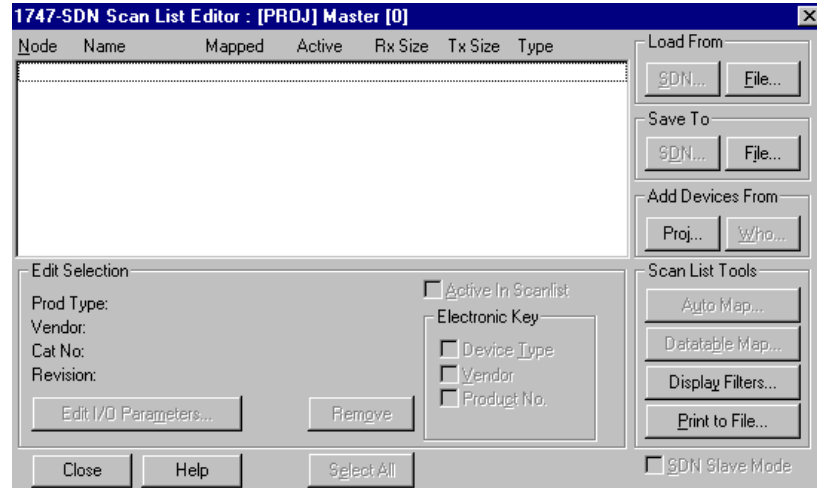 1747-SDN Scan List Editor : [PROJ] Master [0]
Node Name Mapped Active Rx Size Tx Size Type
Load From
SDN... File...
Save To
SDN... File...
Add Devices From
Proj... Who...
Edit Selection
Prod Type:
Vendor:
Cat No:
Revision:
Edit I/O Parameters... Remove
Active In Scanlist
Electronic Key
Device Type
Vendor
Product No.
Scan List Tools
Auto Map...
Datatable Map...
Display Filters...
Print to File...
Close Help Select All
SDN Slave Mode